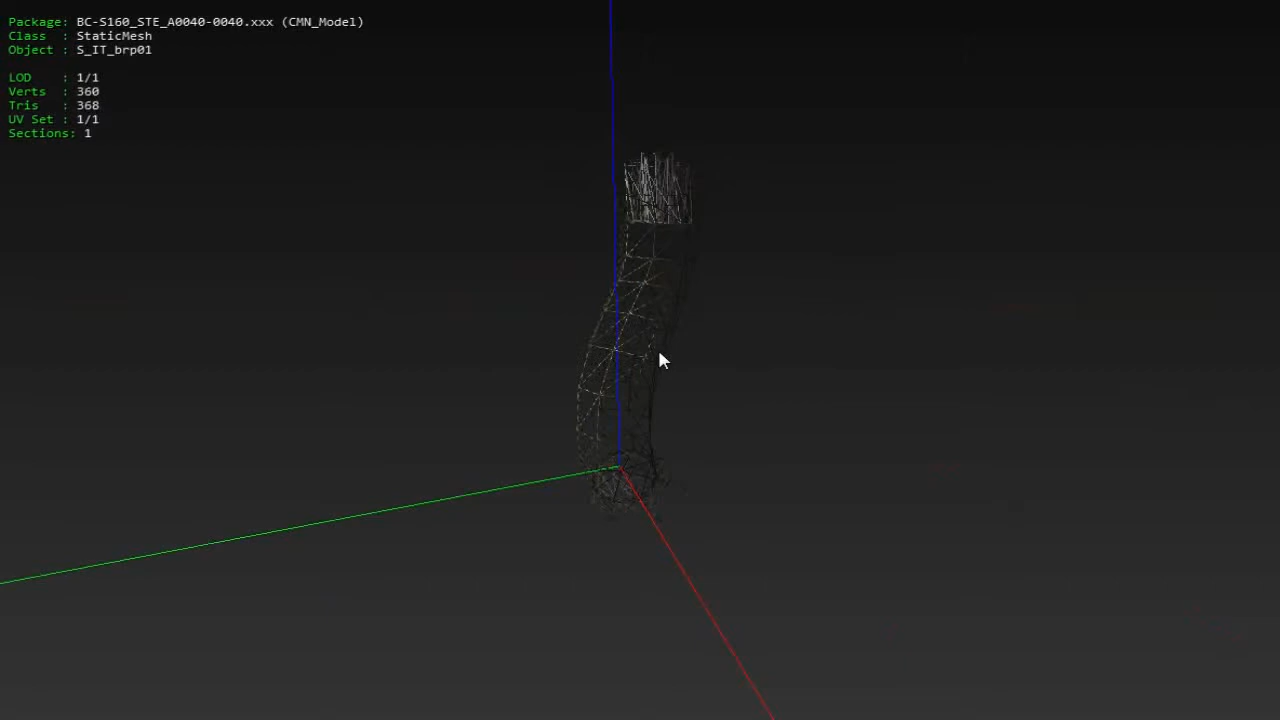 Package: BC-S160_STE_A0040-0040.xxx (CMN_Model)
Class  : StaticMesh
Object : S_IT_brp01
LOD    : 1/1
Verts  : 360
Tris   : 368
UV Set : 1/1
Sections: 1